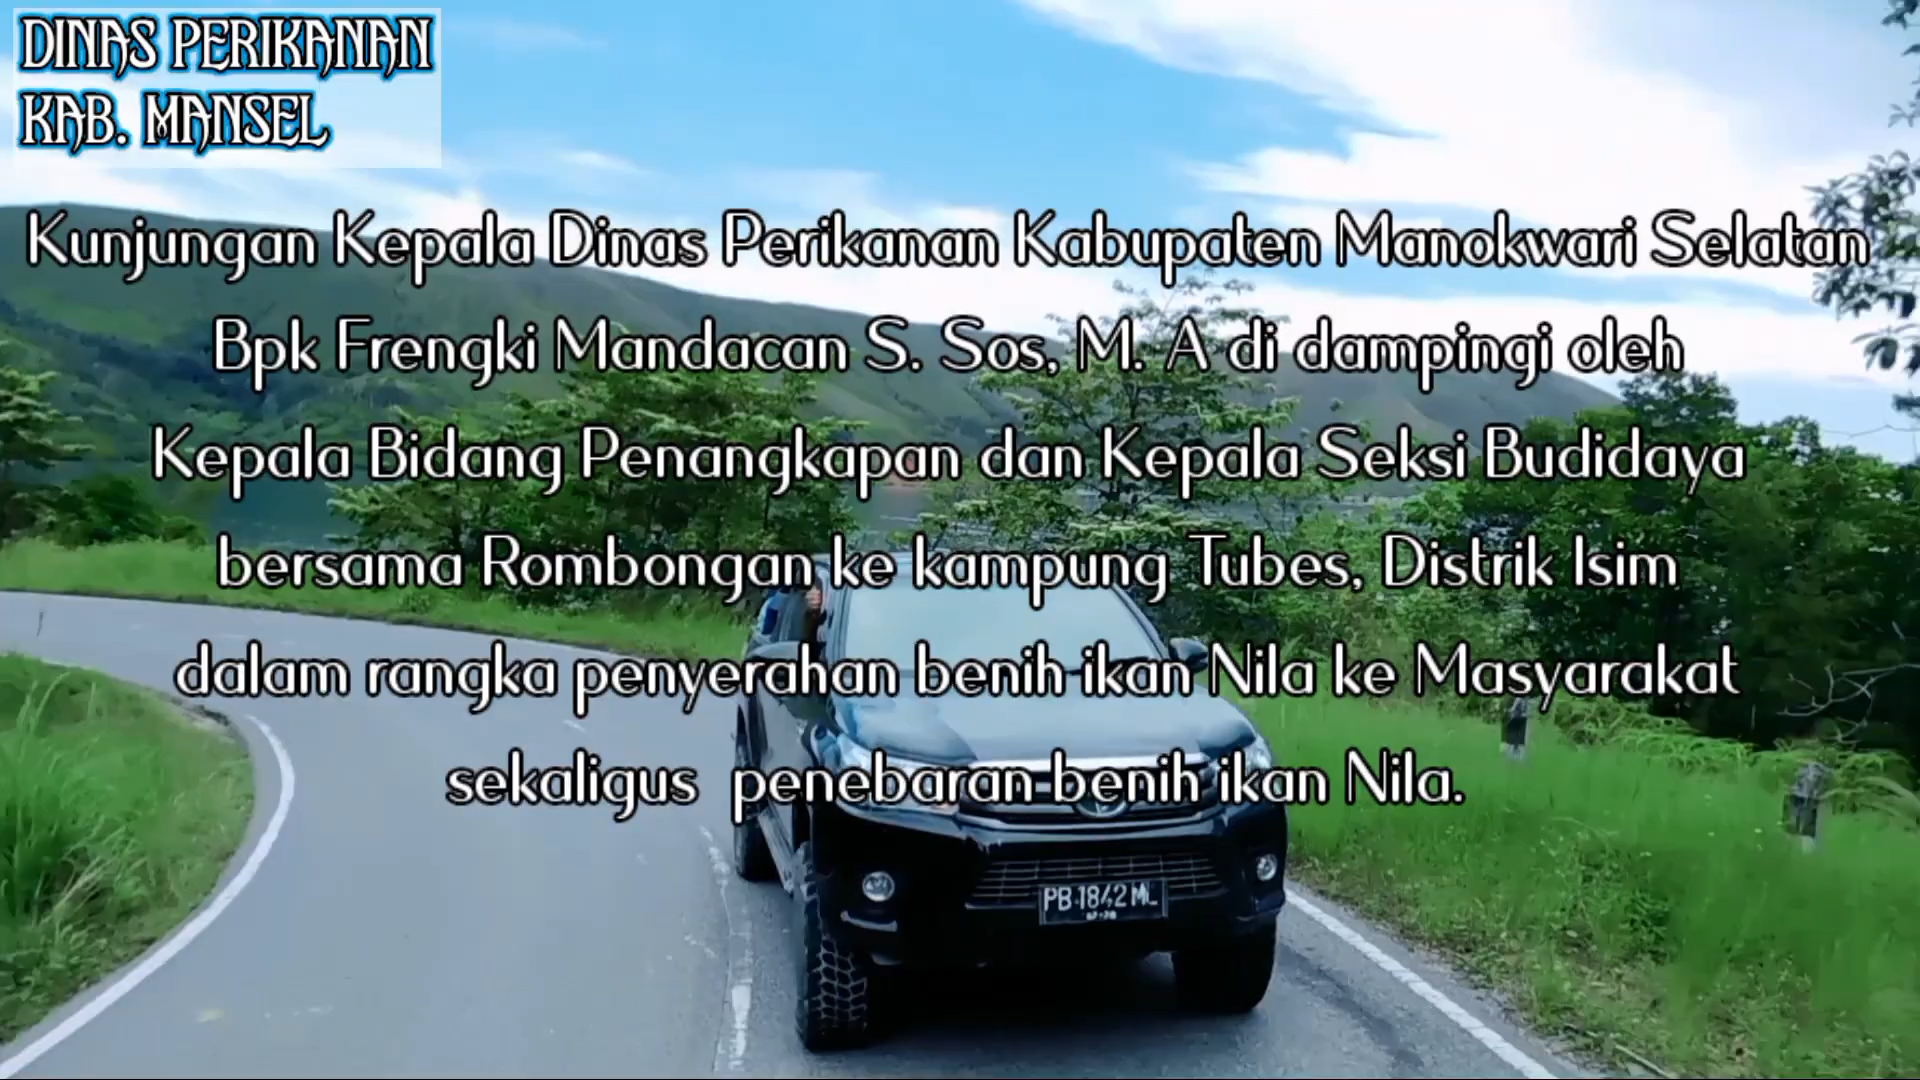 DINAS PERIKANAN
KAB. MANSEL
Kunjungan Kepala Dinas Perikanan Kabupaten Manokwari Selatan
Bpk Frengki Mandacan S. Sos, M. A di dampingi oleh
Kepala Bidang Penangkapan dan Kepala Seksi Budidaya
bersama Rombongan ke kampung Tubes, Distrik Isim
dalam rangka penyerahan benih ikan Nila ke Masyarakat
sekaligus penebaran benih ikan Nila.
PB 1842 ML